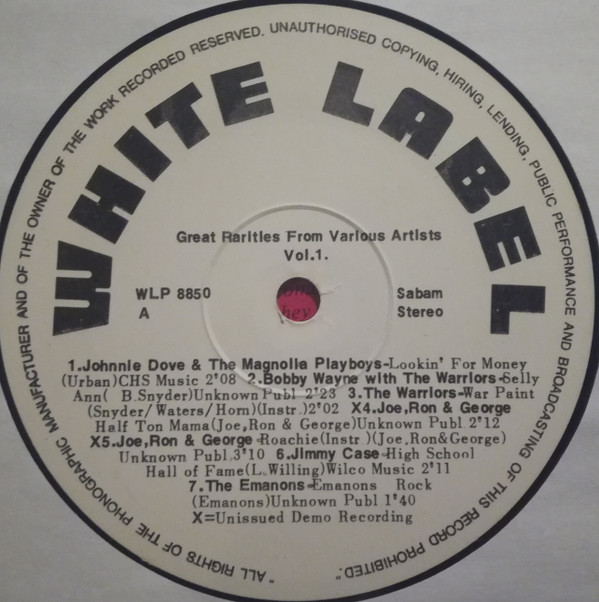 "ALL RIGHTS OF THE PHONOGRAPHIC MANUFACTURER AND OF THE OWNER OF THE WORK RECORDED RESERVED. UNAUTHORISED COPYING, HIRING, LENDING, PUBLIC PERFORMANCE AND BROADCASTING OF THIS RECORD PROHIBITED."
WHITE LABEL
Great Rarities From Various Artists
Vol.1.
WLP 8850
A
Sabam
Stereo
hey
1.Johnnie Dove & The Magnolia Playboys-Lookin' For Money
(Urban)CHS Music 2'08 2.Bobby Wayne with The Warriors-Selly
Ann( B.Snyder)Unknown Publ 2'23 3.The Warriors-War Paint
(Snyder/Waters/Horn)(Instr.)2'02 X4.Joe,Ron & George
Half Ton Mama(Joe,Ron & George)Unknown Publ. 2'12
X5.Joe,Ron & George-Roachie(Instr )(Joe,Ron&George)
Unknown Publ.3'10 6.Jimmy Case-High School
Hall of Fame(L.Willing)Wilco Music 2'11
7.The Emanons-Emanons Rock
(Emanons)Unknown Publ 1'40
X=Unissued Demo Recording